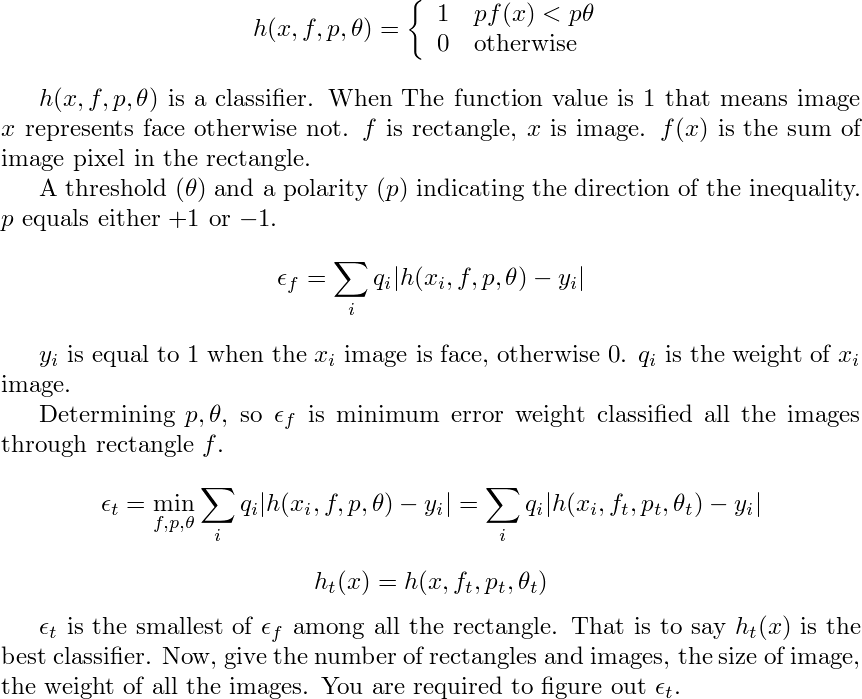 h(x, f, p, θ) = { 1 pf(x) < pθ
0 otherwise
h(x, f, p, θ) is a classifier. When The function value is 1 that means image
x represents face otherwise not. f is rectangle, x is image. f(x) is the sum of
image pixel in the rectangle.
A threshold (θ) and a polarity (p) indicating the direction of the inequality.
p equals either +1 or −1.
ϵ_f = ∑_i q_i|h(x_i, f, p, θ) − y_i|
y_i is equal to 1 when the x_i image is face, otherwise 0. q_i is the weight of x_i
image.
Determining p, θ, so ϵ_f is minimum error weight classified all the images
through rectangle f.
ϵ_t = min_{f,p,θ} ∑_i q_i|h(x_i, f, p, θ) − y_i| = ∑_i q_i|h(x_i, f_t, p_t, θ_t) − y_i|
h_t(x) = h(x, f_t, p_t, θ_t)
ϵ_t is the smallest of ϵ_f among all the rectangle. That is to say h_t(x) is the
best classifier. Now, give the number of rectangles and images, the size of image,
the weight of all the images. You are required to figure out ϵ_t.